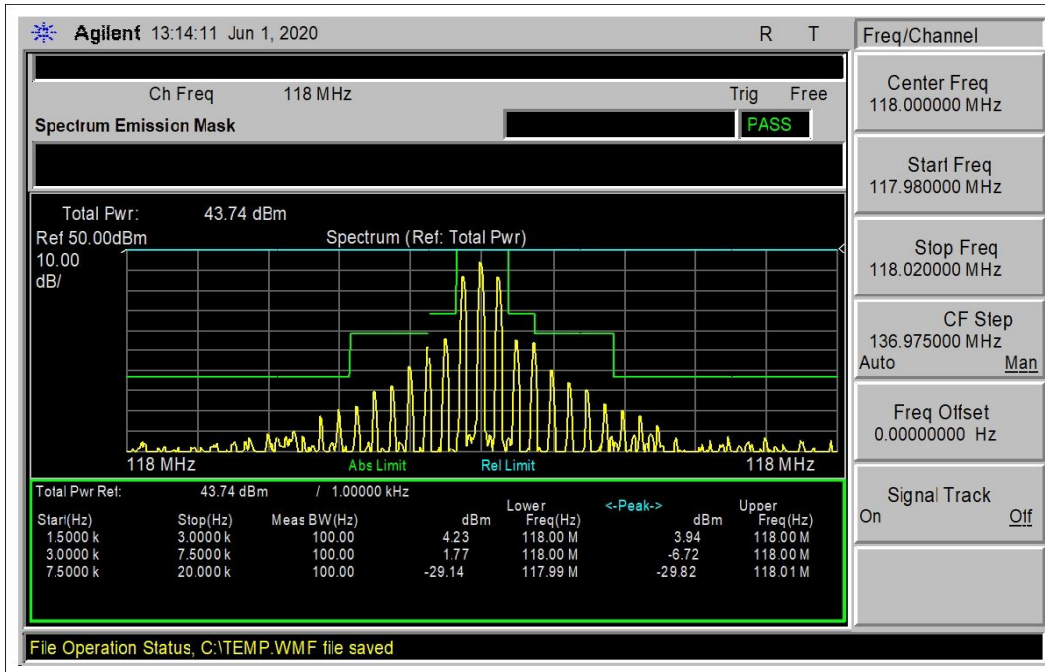 Agilent 13:14:11 Jun 1, 2020 R T
Ch Freq 118 MHz Trig Free
Spectrum Emission Mask PASS
Total Pwr: 43.74 dBm
Ref 50.00dBm Spectrum (Ref: Total Pwr)
10.00
dB/
118 MHz Abs Limit Rel Limit 118 MHz
Total Pwr Ref: 43.74 dBm / 1.00000 kHz
Lower <-Peak-> Upper
Start(Hz) Stop(Hz) Meas BW(Hz) dBm Freq(Hz) dBm Freq(Hz)
1.5000 k 3.0000 k 100.00 4.23 118.00 M 3.94 118.00 M
3.0000 k 7.5000 k 100.00 1.77 118.00 M -6.72 118.00 M
7.5000 k 20.000 k 100.00 -29.14 117.99 M -29.82 118.01 M
File Operation Status, C:\TEMP.WMF file saved
Freq/Channel
Center Freq
118.000000 MHz
Start Freq
117.980000 MHz
Stop Freq
118.020000 MHz
CF Step
136.975000 MHz
Auto Man
Freq Offset
0.00000000 Hz
Signal Track
On Off